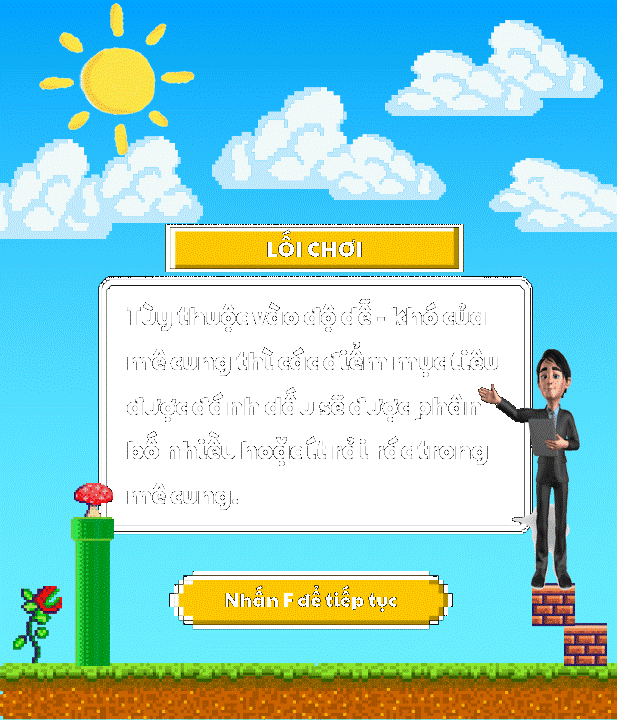 LỐI CHƠI
Tùy thuộc vào độ dễ - khó của
mê cung thì các điểm mục tiêu
được đánh dấu sẽ được phân
bổ nhiều hoặc ít rải rác trong
mê cung.
Nhấn F để tiếp tục